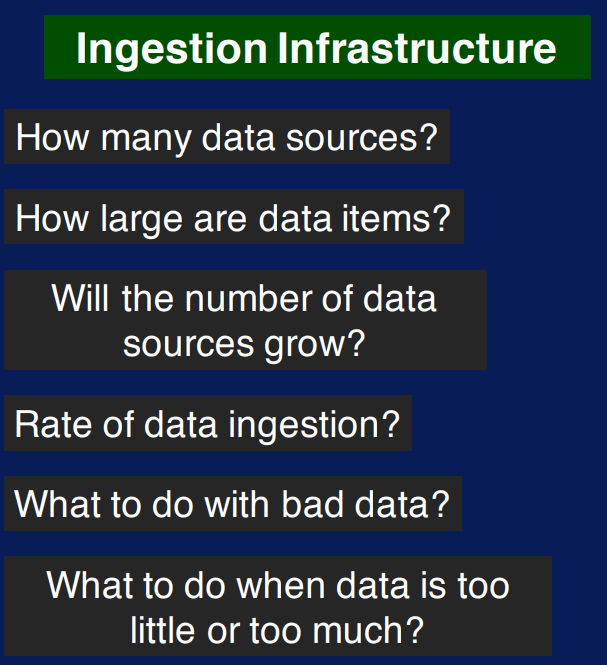 Ingestion Infrastructure
How many data sources?
How large are data items?
Will the number of data
sources grow?
Rate of data ingestion?
What to do with bad data?
What to do when data is too
little or too much?